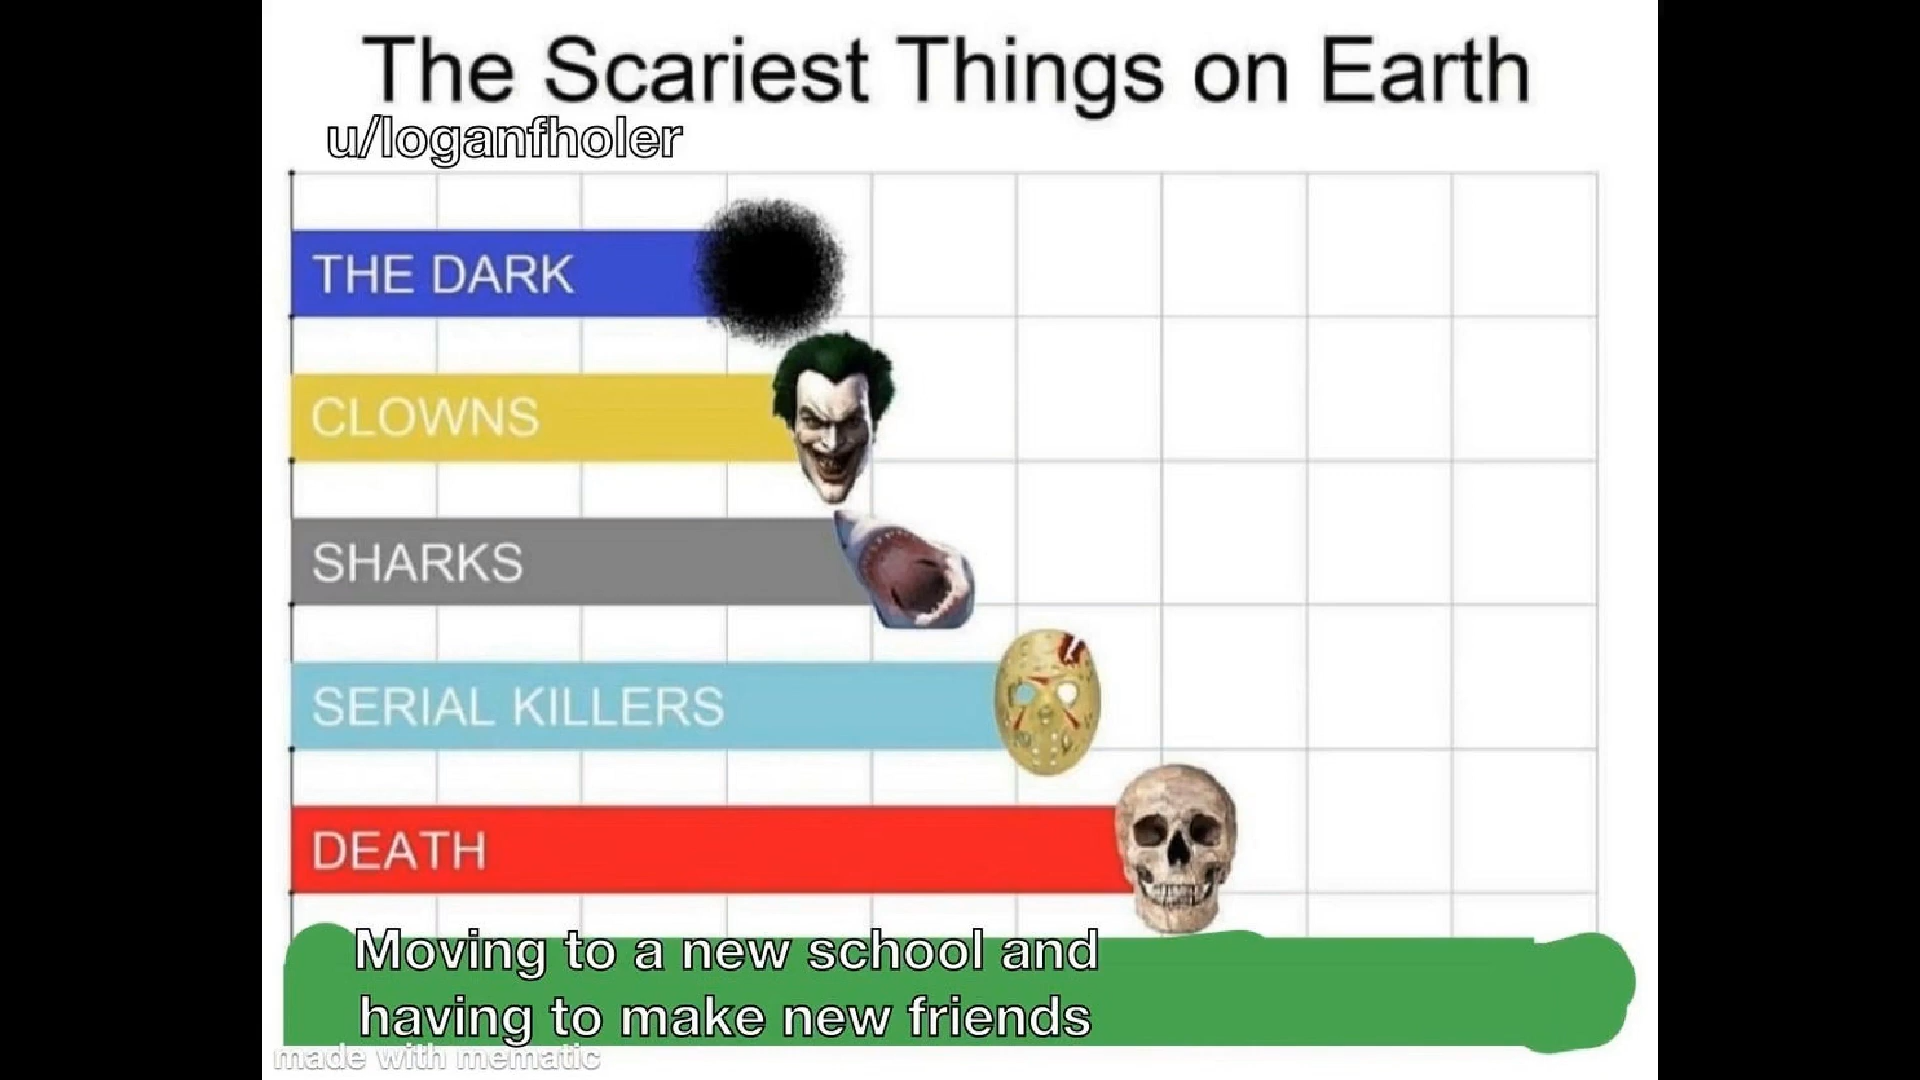 The Scariest Things on Earth
u/loganfholer
THE DARK
CLOWNS
SHARKS
SERIAL KILLERS
DEATH
Moving to a new school and
having to make new friends
made with mematic